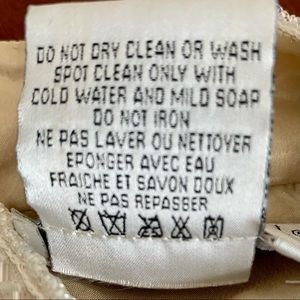 DO NOT DRY CLEAN OR WASH
SPOT CLEAN ONLY WITH
COLD WATER AND MILD SOAP
DO NOT IRON
NE PAS LAVER OU NETTOYER
EPONGER AVEC EAU
FRAICHE ET SAVON DOUX
NE PAS REPASSER